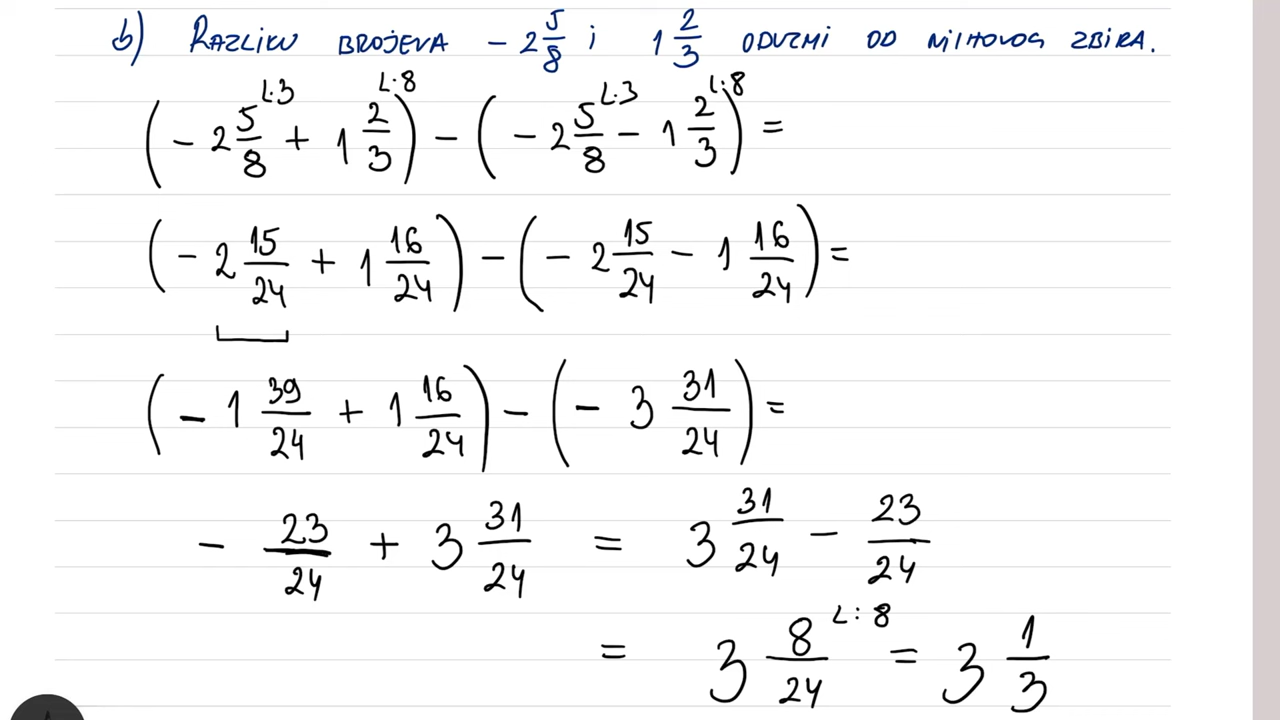 b) RAZLIKU BROJEVA - 2 5/8 i 1 2/3 ODUZMI OD NJIHOVOG ZBIRA.
(- 2 5/8 L·3 + 1 2/3 L·8) - (- 2 5/8 L·3 - 1 2/3 L·8) =
(- 2 15/24 + 1 16/24) - (- 2 15/24 - 1 16/24) =
(- 1 39/24 + 1 16/24) - (- 3 31/24) =
- 23/24 + 3 31/24 = 3 31/24 - 23/24
= 3 8/24 L:8 = 3 1/3